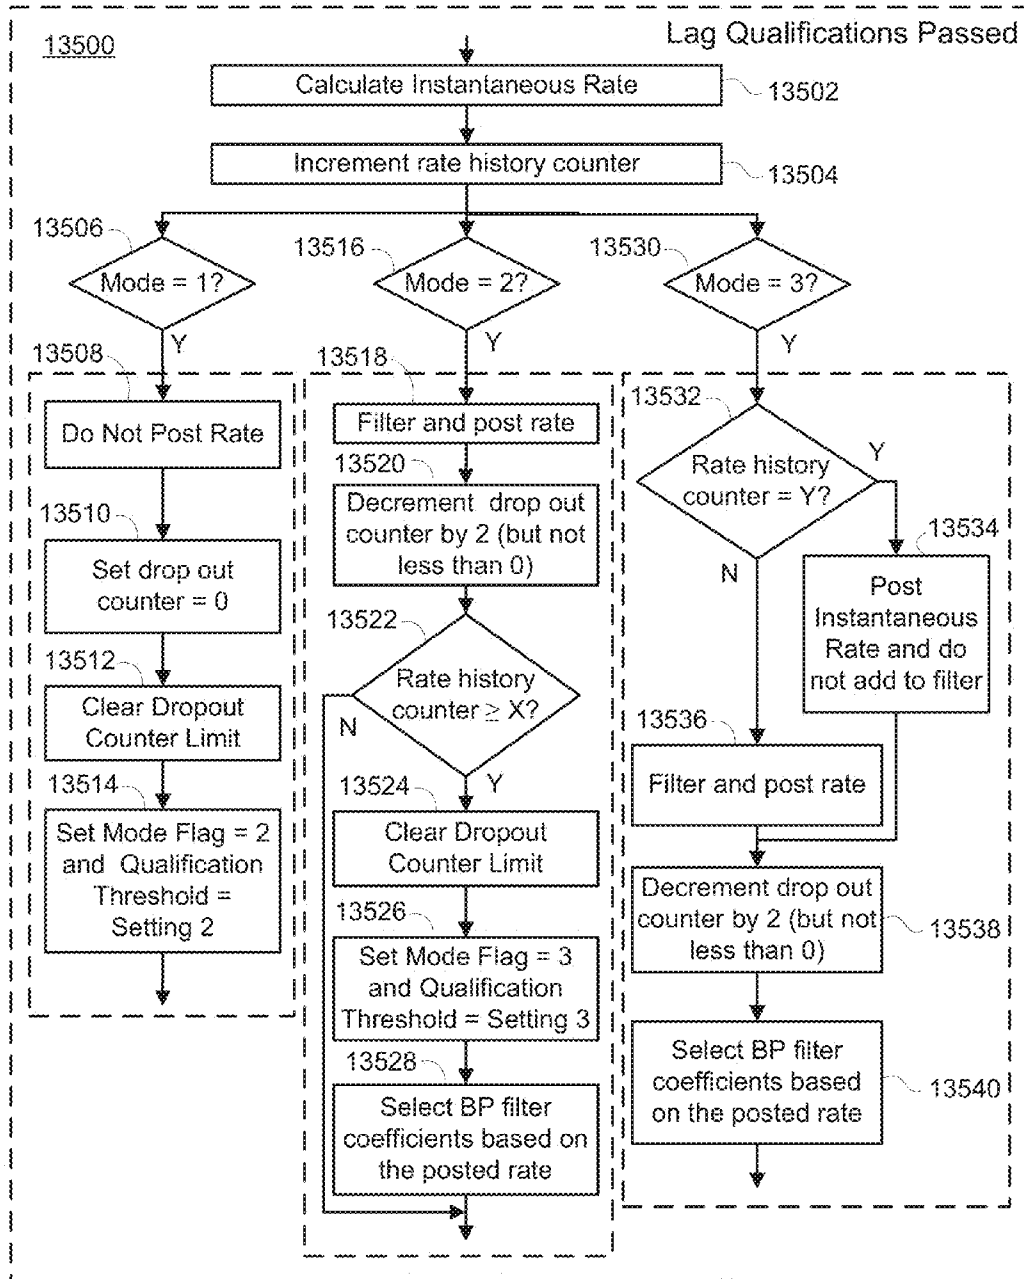 13500
Lag Qualifications Passed
Calculate Instantaneous Rate
13502
Increment rate history counter
13504
13506
Mode = 1?
Y
13508
Do Not Post Rate
13510
Set drop out
counter = 0
13512
Clear Dropout
Counter Limit
13514
Set Mode Flag = 2
and Qualification
Threshold =
Setting 2
13516
Mode = 2?
Y
13518
Filter and post rate
13520
Decrement drop out
counter by 2 (but not
less than 0)
13522
Rate history
counter ≥ X?
N
Y
13524
Clear Dropout
Counter Limit
13526
Set Mode Flag = 3
and Qualification
Threshold = Setting 3
13528
Select BP filter
coefficients based on
the posted rate
13530
Mode = 3?
Y
13532
Rate history
counter = Y?
Y
N
13534
Post
Instantaneous
Rate and do
not add to filter
13536
Filter and post rate
Decrement drop out
counter by 2 (but not
less than 0)
13538
Select BP filter
coefficients based
on the posted rate
13540